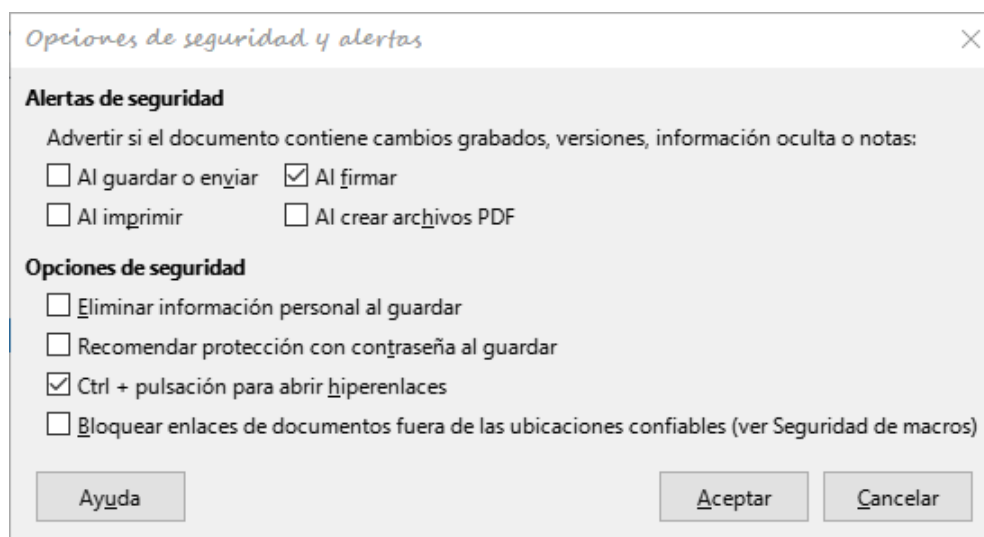 Opciones de seguridad y alertas
Alertas de seguridad
Advertir si el documento contiene cambios grabados, versiones, información oculta o notas:
Al guardar o enviar Al firmar
Al imprimir Al crear archivos PDF
Opciones de seguridad
Eliminar información personal al guardar
Recomendar protección con contraseña al guardar
Ctrl + pulsación para abrir hiperenlaces
Bloquear enlaces de documentos fuera de las ubicaciones confiables (ver Seguridad de macros)
Ayuda Aceptar Cancelar